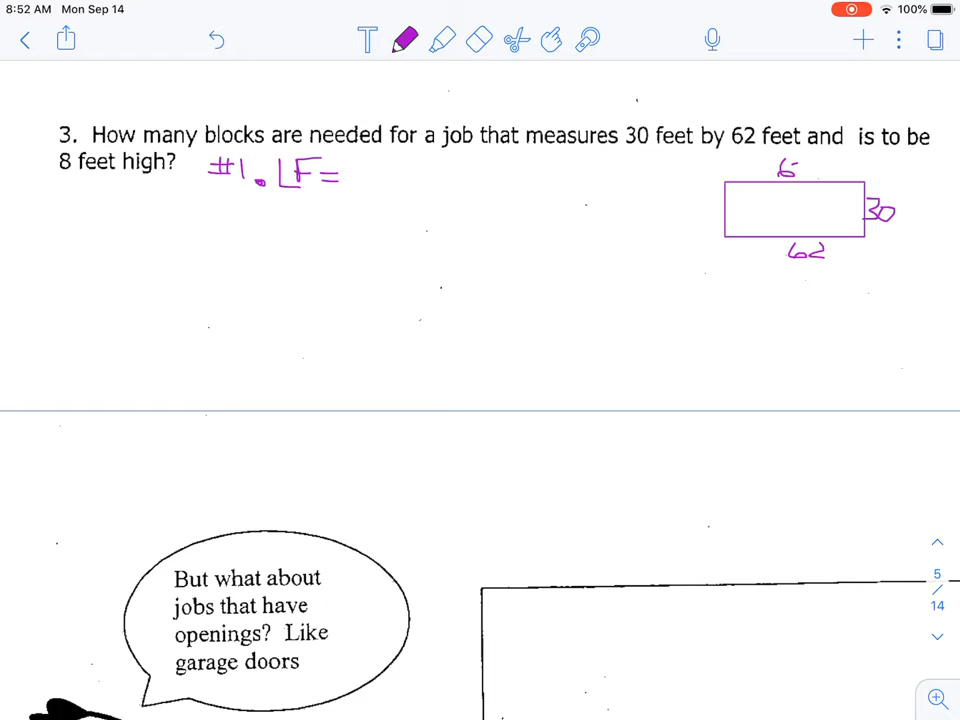 8:52 AM Mon Sep 14
100%
T
3. How many blocks are needed for a job that measures 30 feet by 62 feet and is to be
8 feet high?
#1. LF=
6
30
62
But what about
jobs that have
openings? Like
garage doors
5
/
14